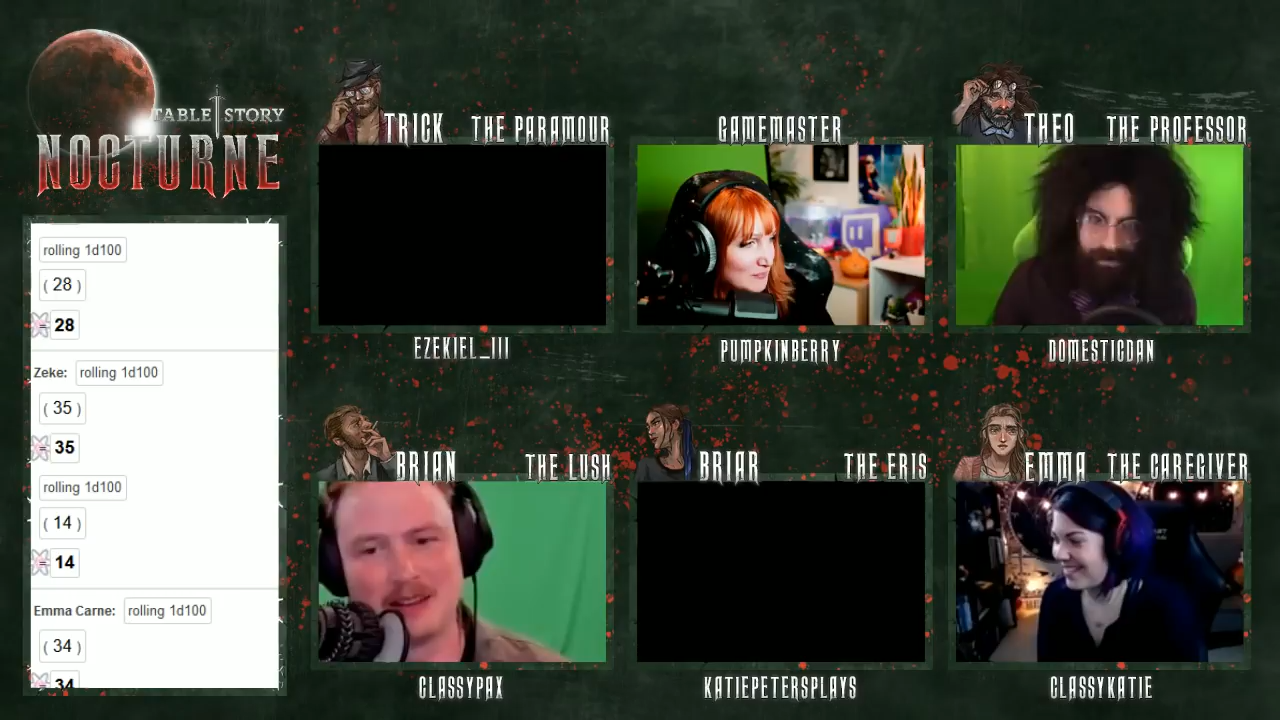 TABLE STORY
NOCTURNE
rolling 1d100
( 28 )
= 28
Zeke: rolling 1d100
( 35 )
= 35
rolling 1d100
( 14 )
= 14
Emma Carne: rolling 1d100
( 34 )
= 34
TRICK THE PARAMOUR
EZEKIEL_III
GAMEMASTER
PUMPKINBERRY
THEO THE PROFESSOR
DOMESTICDAN
BRIAN THE LUSH
CLASSYPAX
BRIAR THE ERIS
KATIEPETERSPLAYS
EMMA THE CAREGIVER
CLASSYKATIE